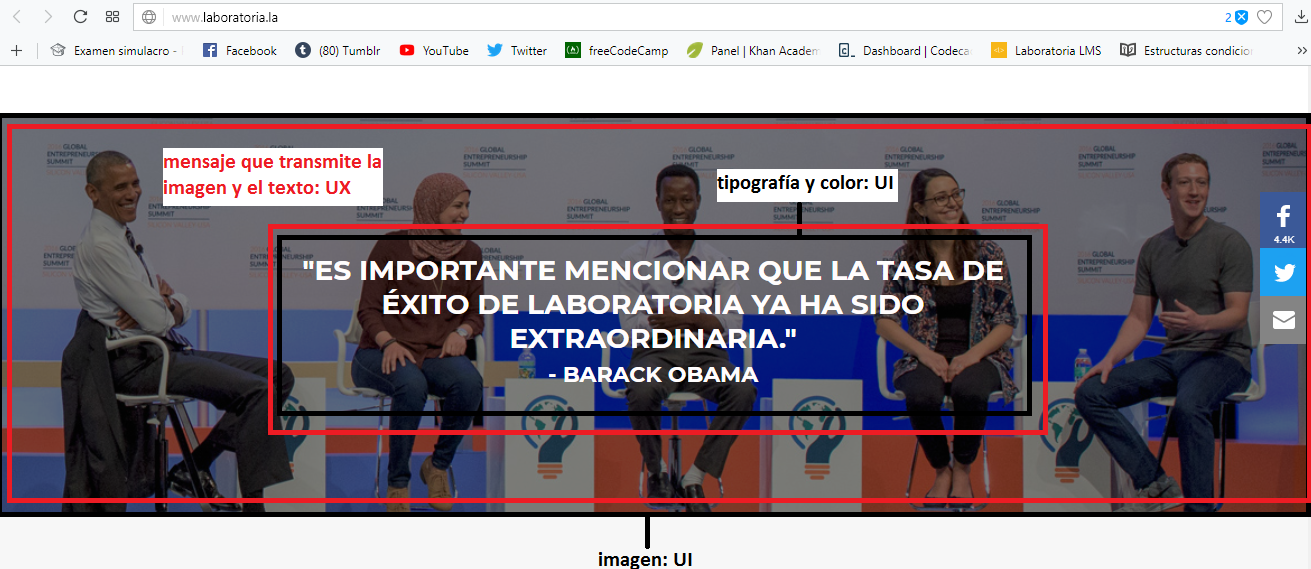 www.laboratoria.la
2
Examen simulacro -
Facebook
(80) Tumblr
YouTube
Twitter
freeCodeCamp
Panel | Khan Academ
Dashboard | Codeca
Laboratoria LMS
Estructuras condicio
mensaje que transmite la
imagen y el texto: UX
tipografía y color: UI
GLOBAL
ENTREPRENEURSHIP
SUMMIT
4.4K
"ES IMPORTANTE MENCIONAR QUE LA TASA DE
ÉXITO DE LABORATORIA YA HA SIDO
EXTRAORDINARIA."
- BARACK OBAMA
imagen: UI